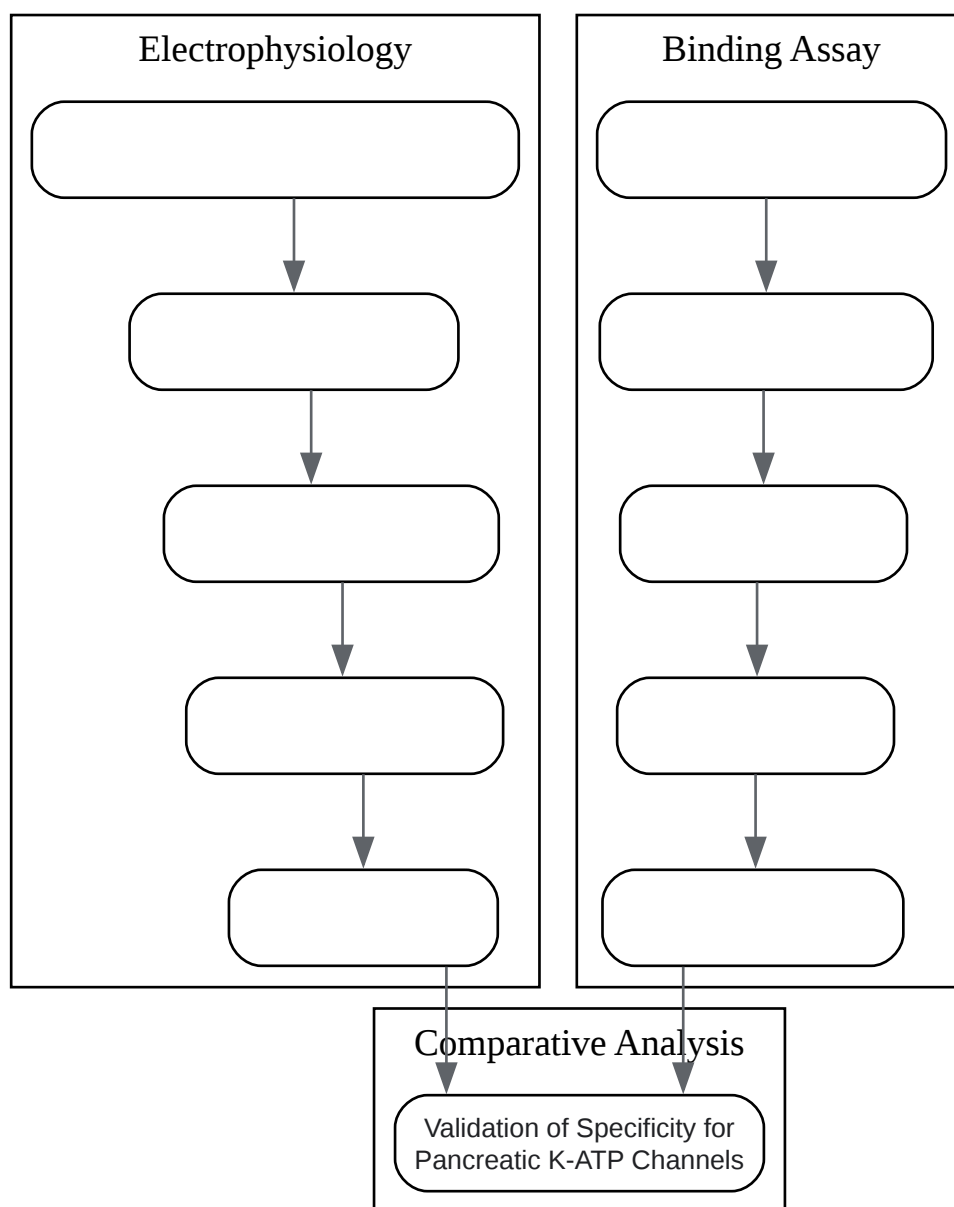 Electrophysiology
Binding Assay
Comparative Analysis
Validation of Specificity for
Pancreatic K-ATP Channels